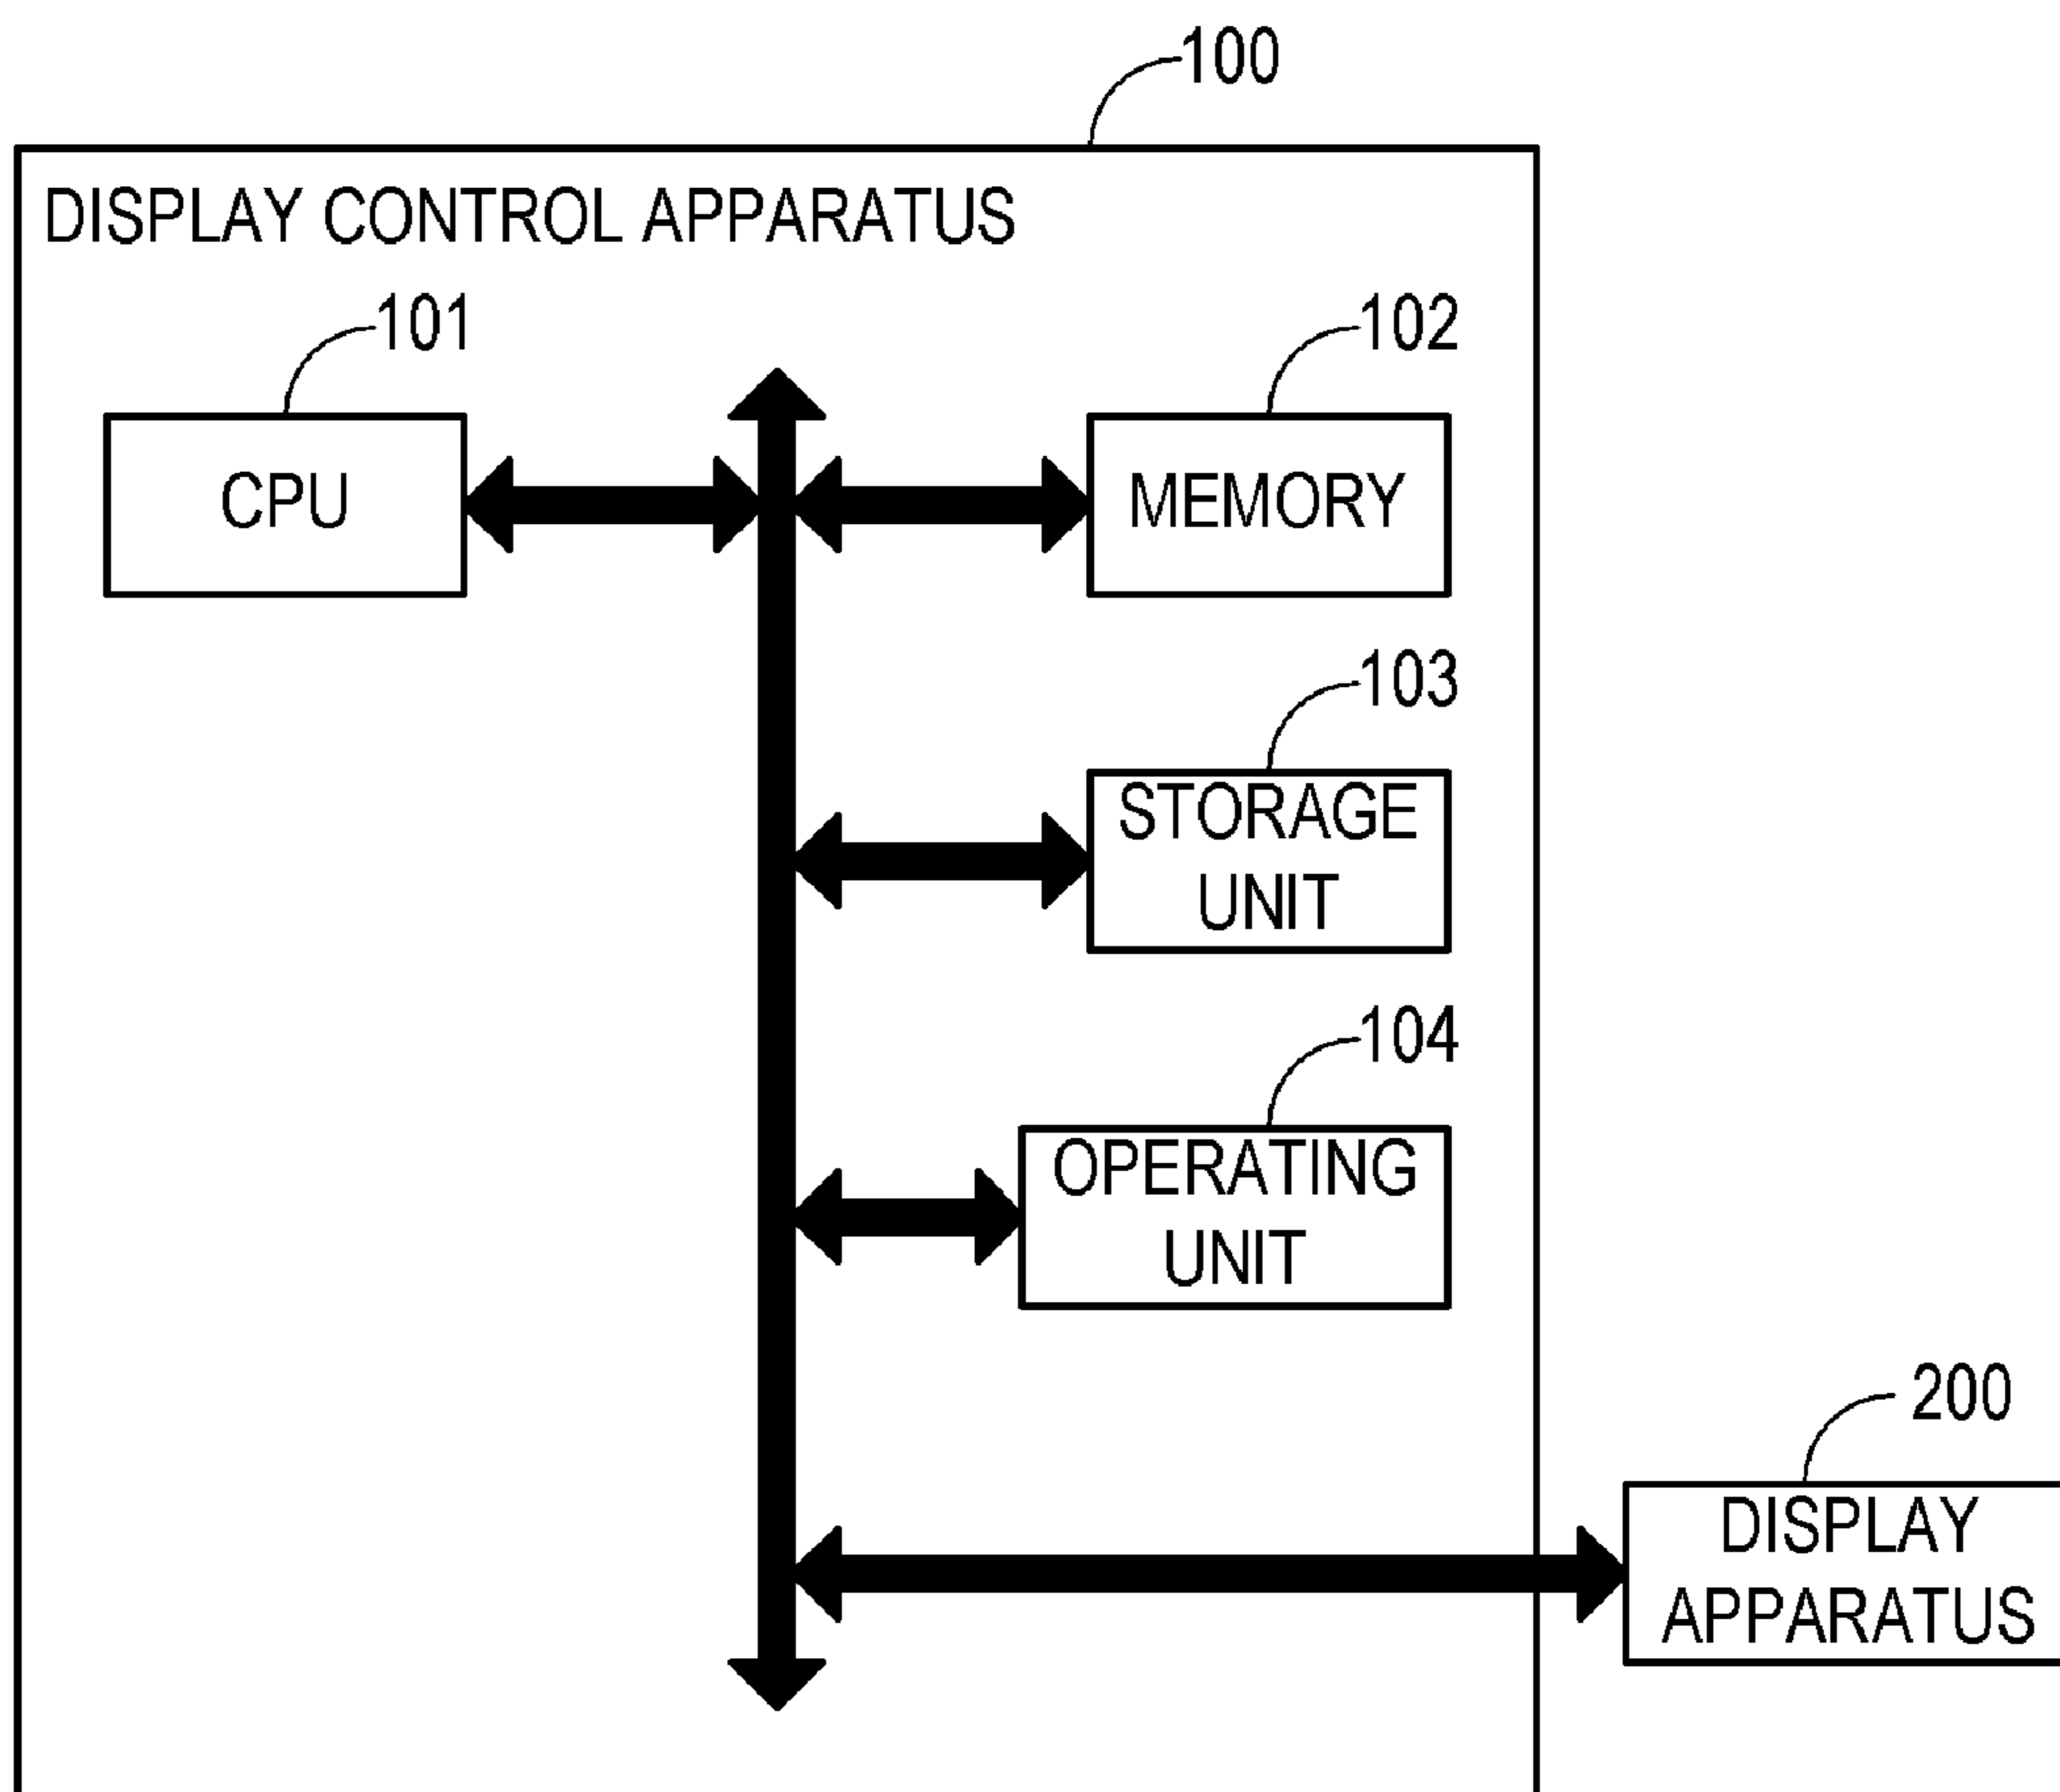 100
DISPLAY CONTROL APPARATUS
101
102
CPU
MEMORY
103
STORAGE
UNIT
104
OPERATING
UNIT
200
DISPLAY
APPARATUS